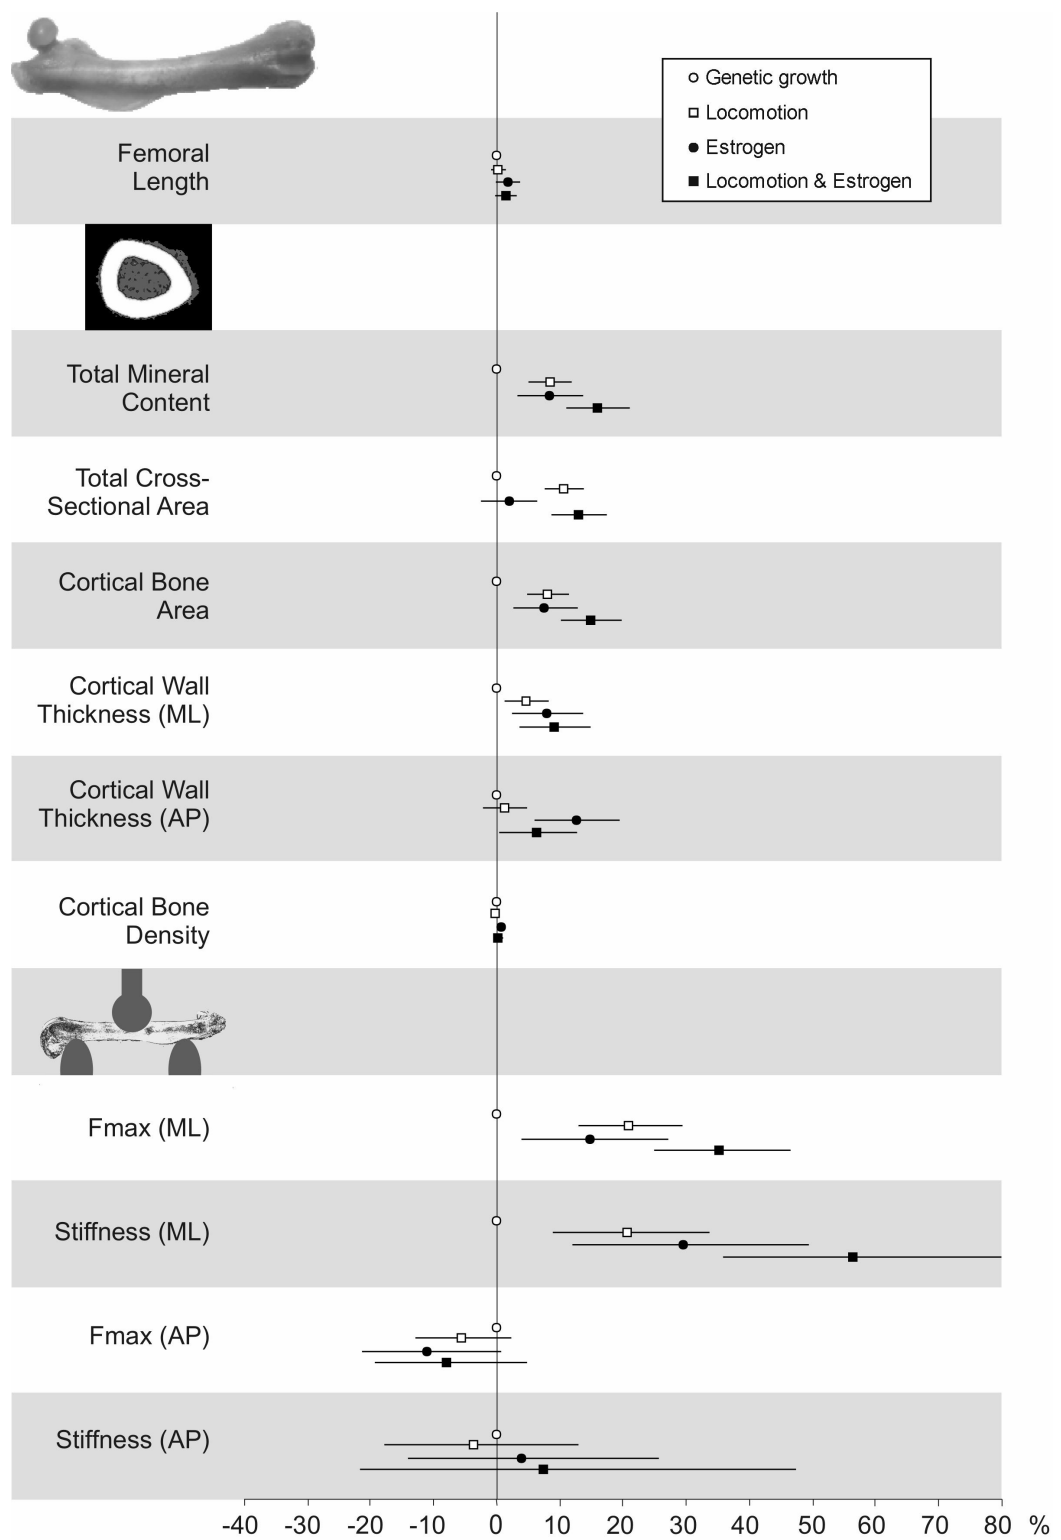 Genetic growth
Locomotion
Estrogen
Locomotion & Estrogen
Femoral
Length
Total Mineral
Content
Total Cross-
Sectional Area
Cortical Bone
Area
Cortical Wall
Thickness (ML)
Cortical Wall
Thickness (AP)
Cortical Bone
Density
Fmax (ML)
Stiffness (ML)
Fmax (AP)
Stiffness (AP)
-40 -30 -20 -10 0 10 20 30 40 50 60 70 80 %